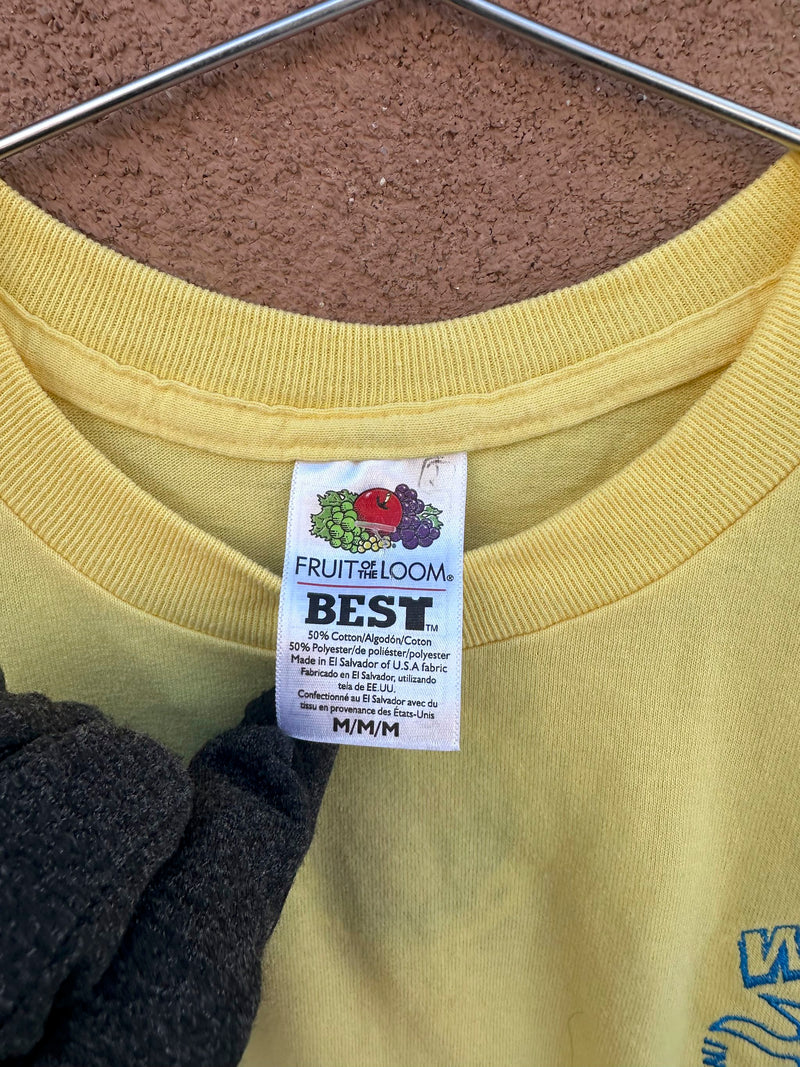 FRUIT OF THE LOOM®
BEST™
50% Cotton/Algodón/Coton
50% Polyester/de poliéster/polyester
Made in El Salvador of U.S.A fabric
Fabricado en El Salvador, utilizando
tela de EE.UU.
Confectionné au El Salvador avec du
tissu en provenance des États-Unis
M/M/M